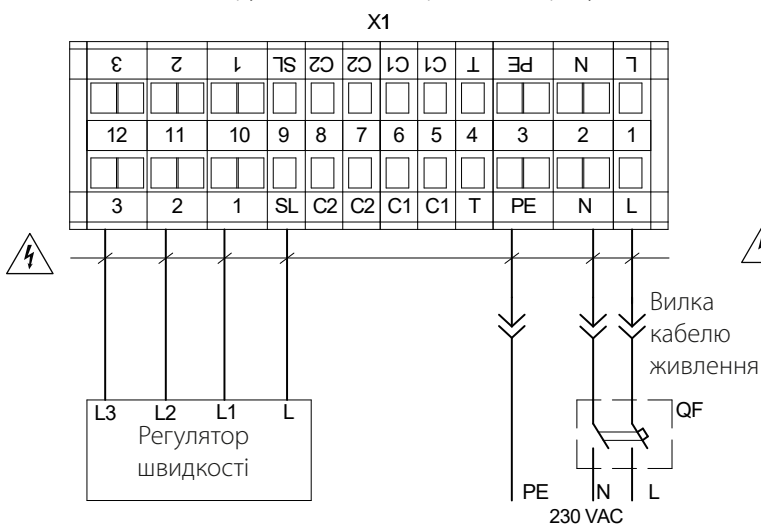 X1
3 2 1 SL C2 C2 C1 C1 T PE N L
12 11 10 9 8 7 6 5 4 3 2 1
3 2 1 SL C2 C2 C1 C1 T PE N L
Вилка
кабелю
живлення
L3 L2 L1 L
QF
Регулятор
швидкості
PE N L
230 VAC